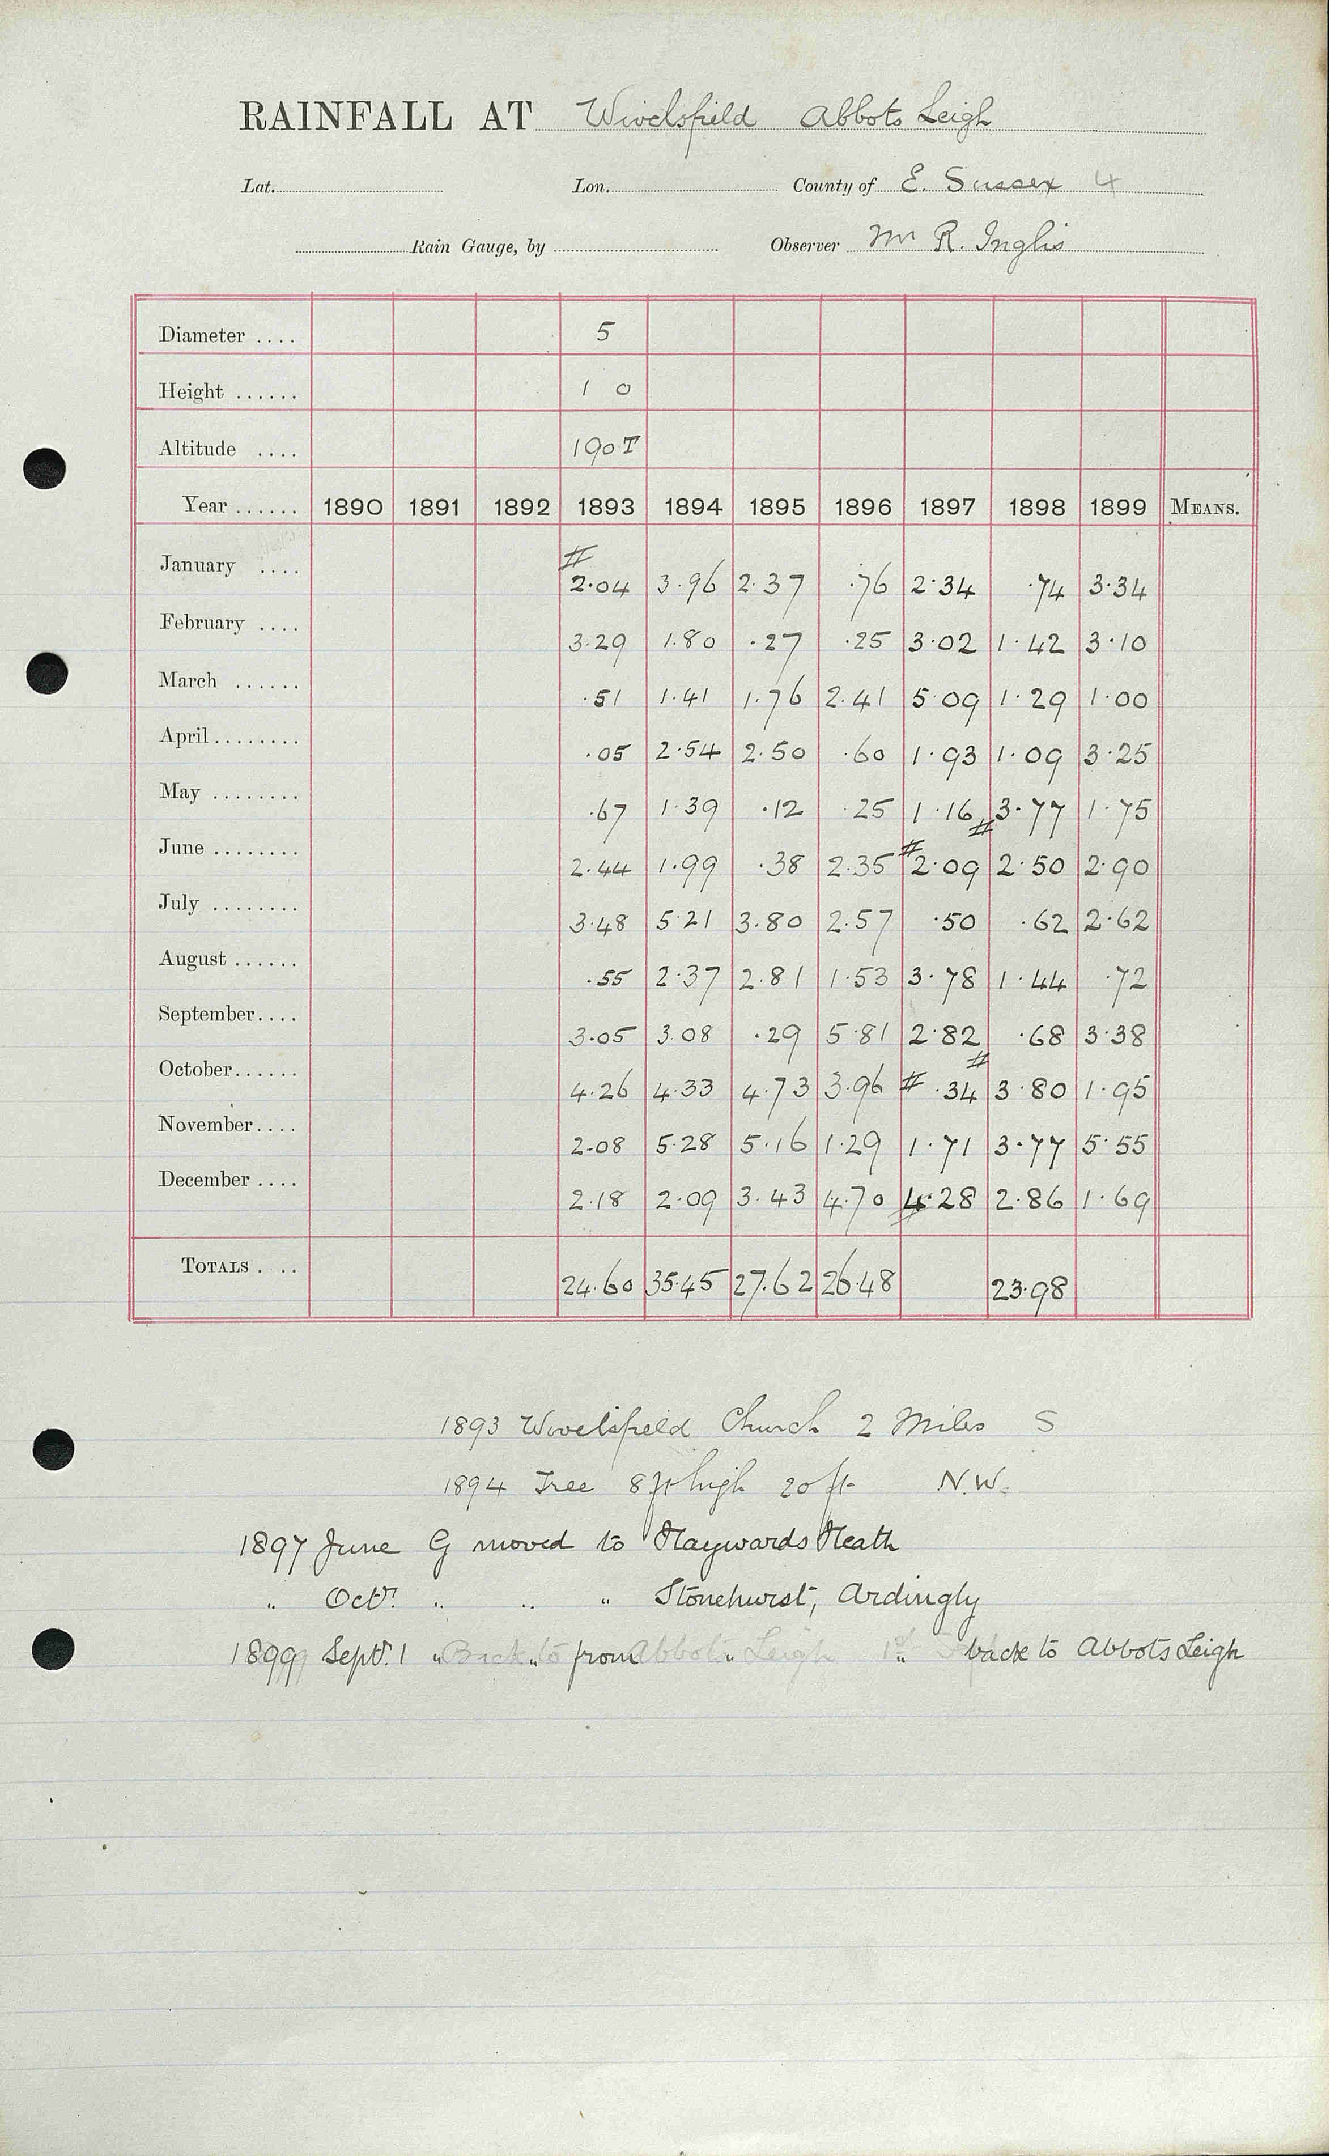 RAINFALL AT Wivelsfield Abbots Leigh
Lat. Lon. County of E. Sussex 4
Rain Gauge, by Observer Mr R. Inglis
Diameter .... 5
Height ...... 1 0
Altitude .... 190 T
Year ...... 1890 1891 1892 1893 1894 1895 1896 1897 1898 1899 MEANS.
January .... # 2.04 3.96 2.37 .76 2.34 .74 3.34
February .... 3.29 1.80 .27 .25 3.02 1.42 3.10
March ...... .51 1.41 1.76 2.41 5.09 1.29 1.00
April ........ .05 2.54 2.50 .60 1.93 1.09 3.25
May ........ .67 1.39 .12 .25 1.16 # 3.77 1.75
June ........ 2.44 1.99 .38 2.35 # 2.09 2.50 2.90
July ........ 3.48 5.21 3.80 2.57 .50 .62 2.62
August ...... .55 2.37 2.81 1.53 3.78 1.44 .72
September.... 3.05 3.08 .29 5.81 2.82 # .68 3.38
October...... 4.26 4.33 4.73 3.96 # .34 3.80 1.95
November.... 2.08 5.28 5.16 1.29 1.71 3.77 5.55
December .... 2.18 2.09 3.43 4.70 4.28 2.86 1.69
TOTALS . .. 24.60 35.45 27.62 26.48 23.98
1893 Wivelsfield Church 2 Miles S
1894 Tree 8 ft high 20 ft N.W.
1897 June G moved to Haywards Heath
" Octr. " " " Stonehurst, Ardingly
1899 Septr. 1 " " from " " back to Abbots Leigh